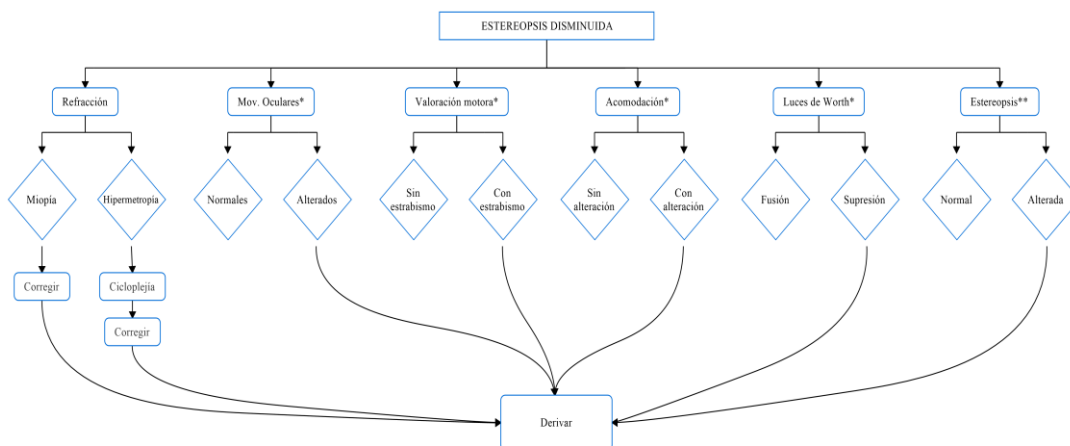 ESTEREOPSIS DISMINUIDA
Refracción
Mov. Oculares*
Valoración motora*
Acomodación*
Luces de Worth*
Estereopsis**
Miopía
Hipermetropía
Normales
Alterados
Sin
estrabismo
Con
estrabismo
Sin
alteración
Con
alteración
Fusión
Supresión
Normal
Alterada
Corregir
Cicloplejía
Corregir
Derivar